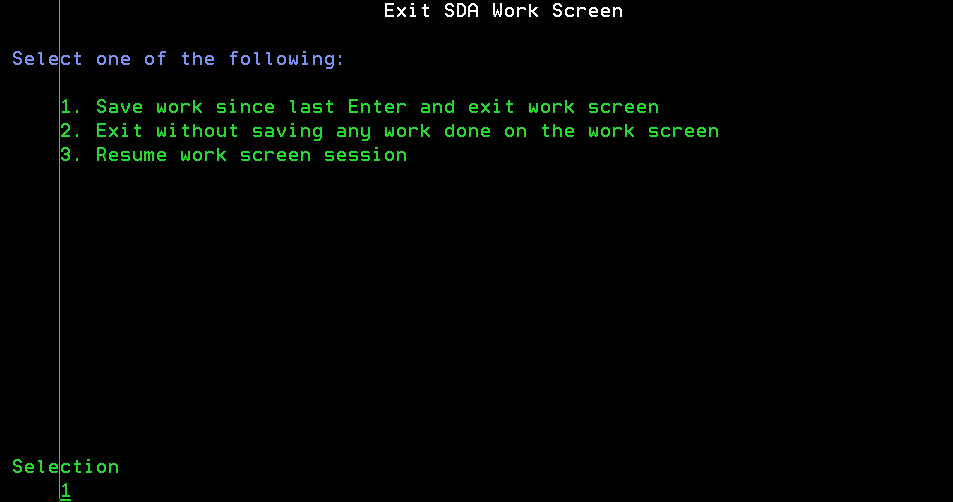 Exit SDA Work Screen
Select one of the following:
1. Save work since last Enter and exit work screen
2. Exit without saving any work done on the work screen
3. Resume work screen session
Selection
1